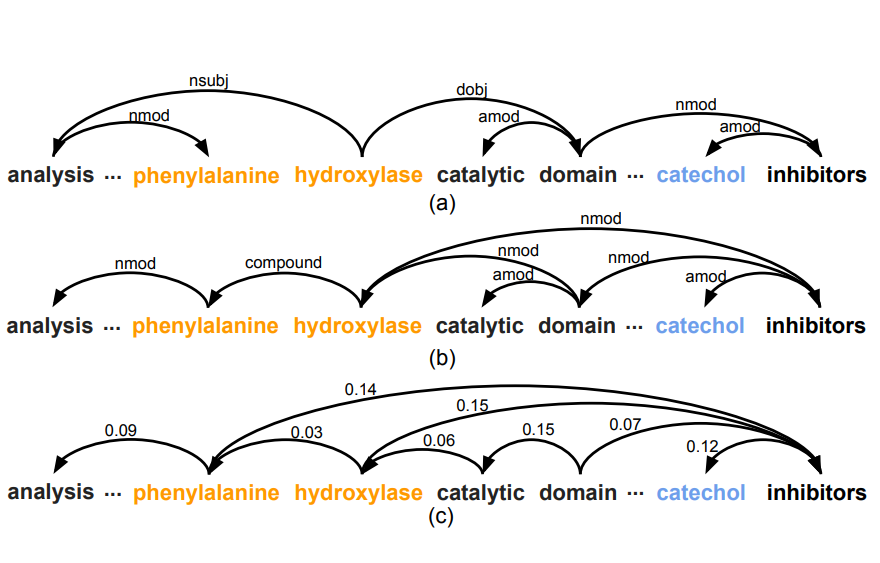 nsubj
dobj
nmod
amod
nmod
amod
analysis ... phenylalanine hydroxylase catalytic domain ... catechol inhibitors
(a)
nmod
nmod
compound
nmod
nmod
amod
amod
analysis ... phenylalanine hydroxylase catalytic domain ... catechol inhibitors
(b)
0.14
0.15
0.09
0.03
0.06
0.15
0.07
0.12
analysis ... phenylalanine hydroxylase catalytic domain ... catechol inhibitors
(c)